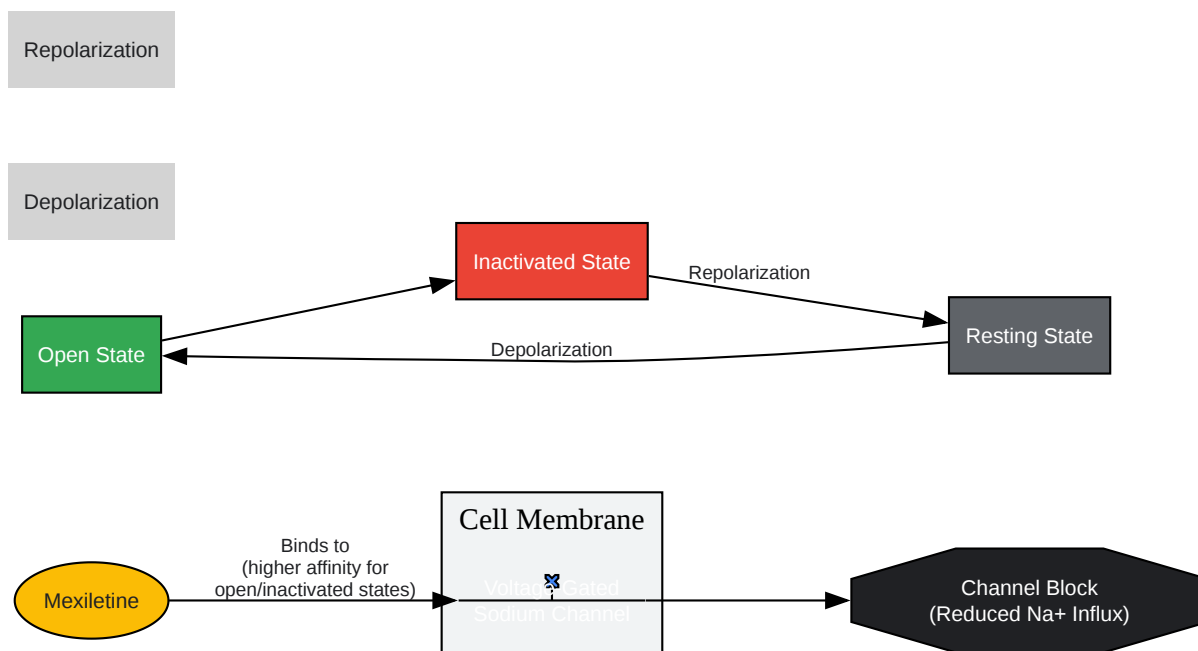 Repolarization
Depolarization
Inactivated State
Repolarization
Open State
Depolarization
Resting State
Cell Membrane
Binds to
(higher affinity for
open/inactivated states)
Mexiletine
Voltage Gated
Sodium Channel
Channel Block
(Reduced Na+ Influx)